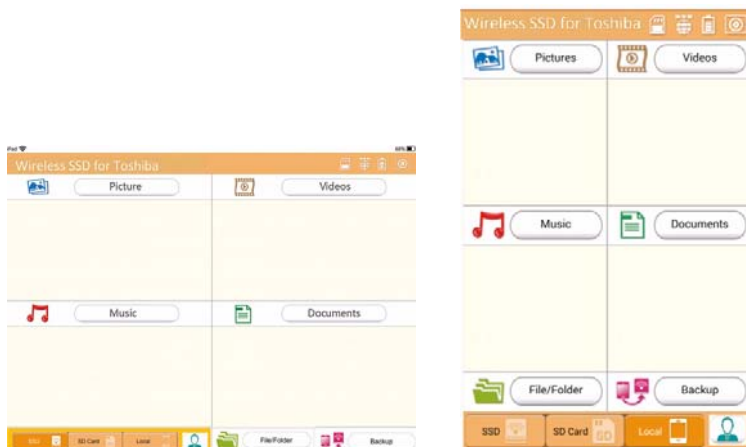 iPad
Wireless SSD for Toshiba
Picture
Videos
Music
Documents
SSD
SD Card
Local
File/Folder
Backup
Wireless SSD for Toshiba
Pictures
Videos
Music
Documents
File/Folder
Backup
SSD
SD Card
SD
Local